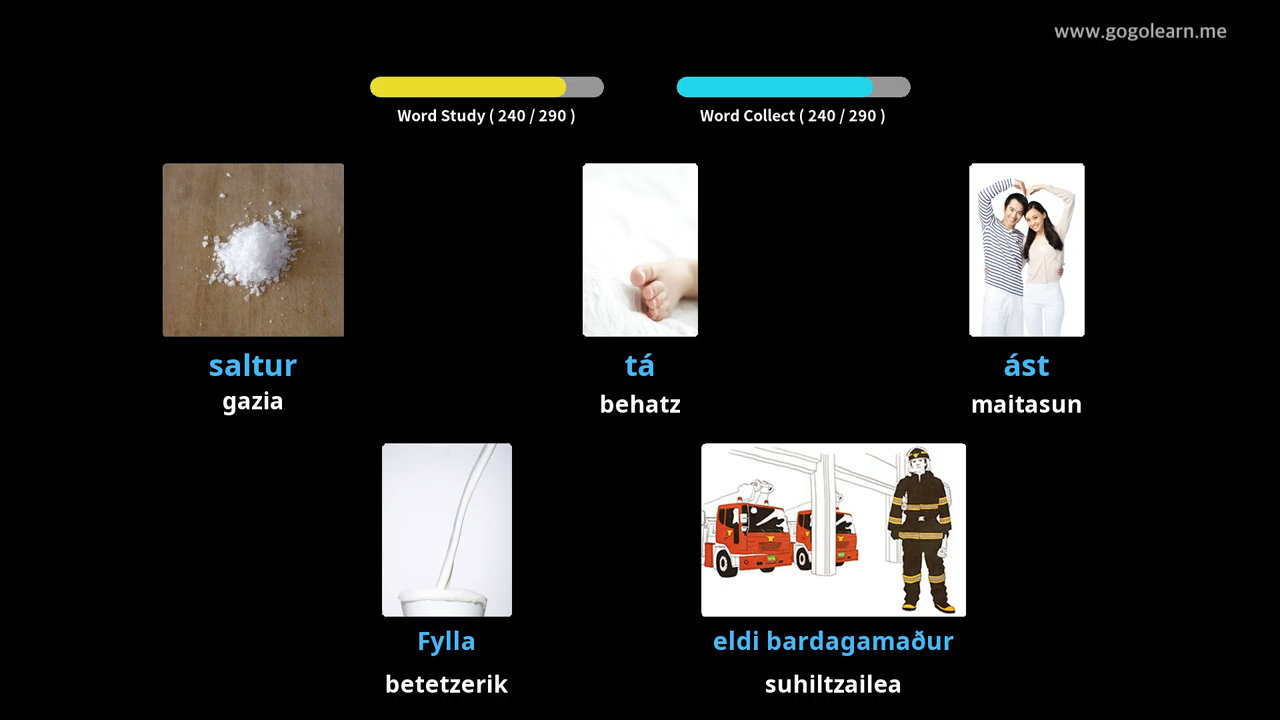 www.gogolearn.me
Word Study ( 240 / 290 )
Word Collect ( 240 / 290 )
saltur
gazia
tá
behatz
ást
maitasun
Fylla
betetzerik
eldi bardagamaður
suhiltzailea